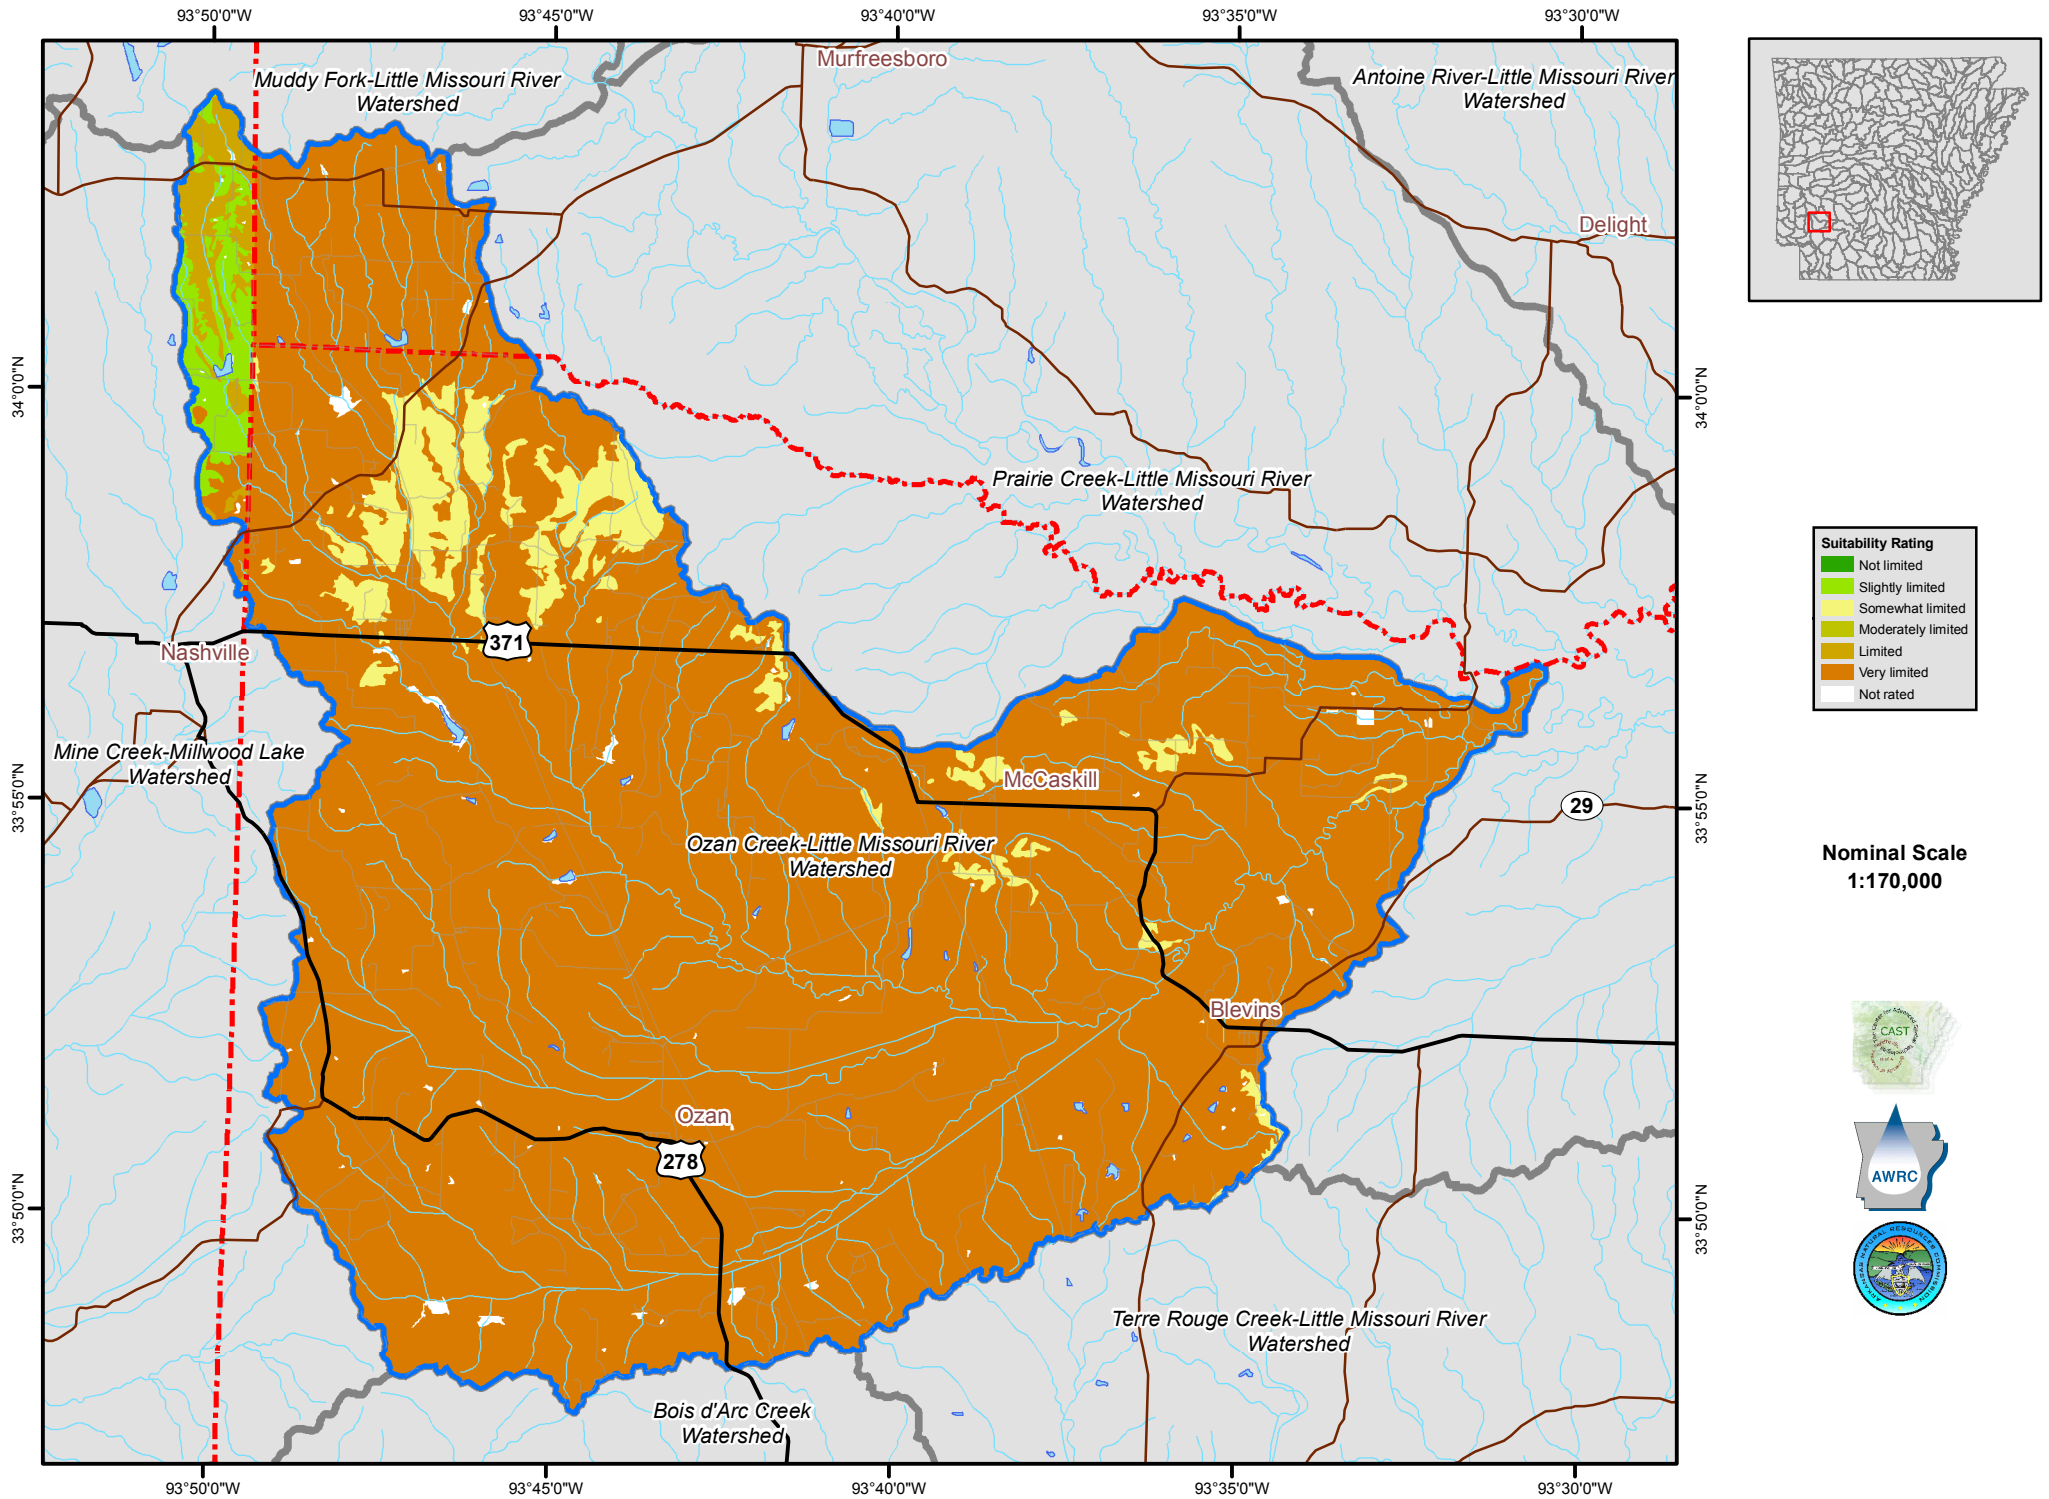 93°50'0"W
93°45'0"W
93°40'0"W
93°35'0"W
93°30'0"W
Muddy Fork-Little Missouri River
Watershed
Murfreesboro
Antoine River-Little Missouri River
Watershed
Delight
34°0'0"N
34°0'0"N
Prairie Creek-Little Missouri River
Watershed
371
Nashville
Mine Creek-Millwood Lake
Watershed
McCaskill
33°55'0"N
29
33°55'0"N
Ozan Creek-Little Missouri River
Watershed
Blevins
Ozan
278
33°50'0"N
33°50'0"N
Terre Rouge Creek-Little Missouri River
Watershed
Bois d'Arc Creek
Watershed
93°50'0"W
93°45'0"W
93°40'0"W
93°35'0"W
93°30'0"W
Suitability Rating
Not limited
Slightly limited
Somewhat limited
Moderately limited
Limited
Very limited
Not rated
Nominal Scale
1:170,000
CAST
AWRC
ARKANSAS NATURAL RESOURCES COMMISSION